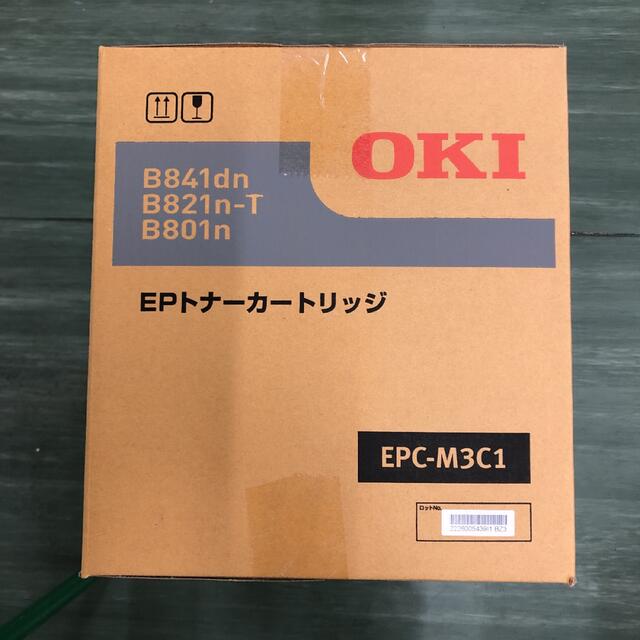 OKI
B841dn
B821n-T
B801n
EPトナーカートリッジ
EPC-M3C1
ロットNo.